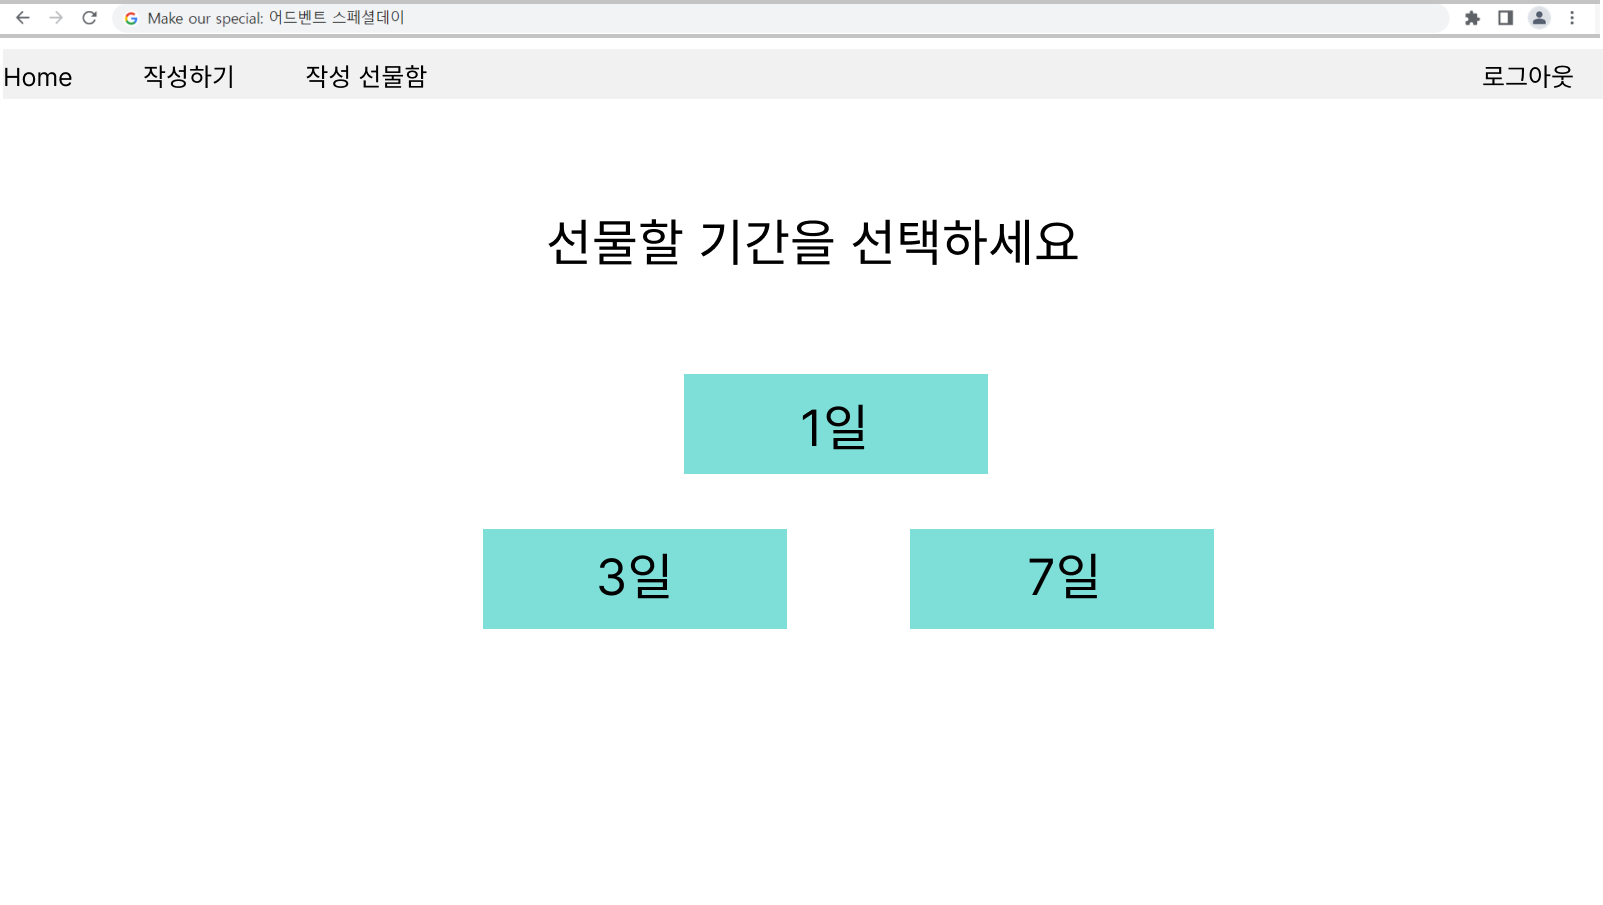 Make our special: 어드벤트 스페셜데이
Home 작성하기 작성 선물함 로그아웃
선물할 기간을 선택하세요
1일
3일 7일